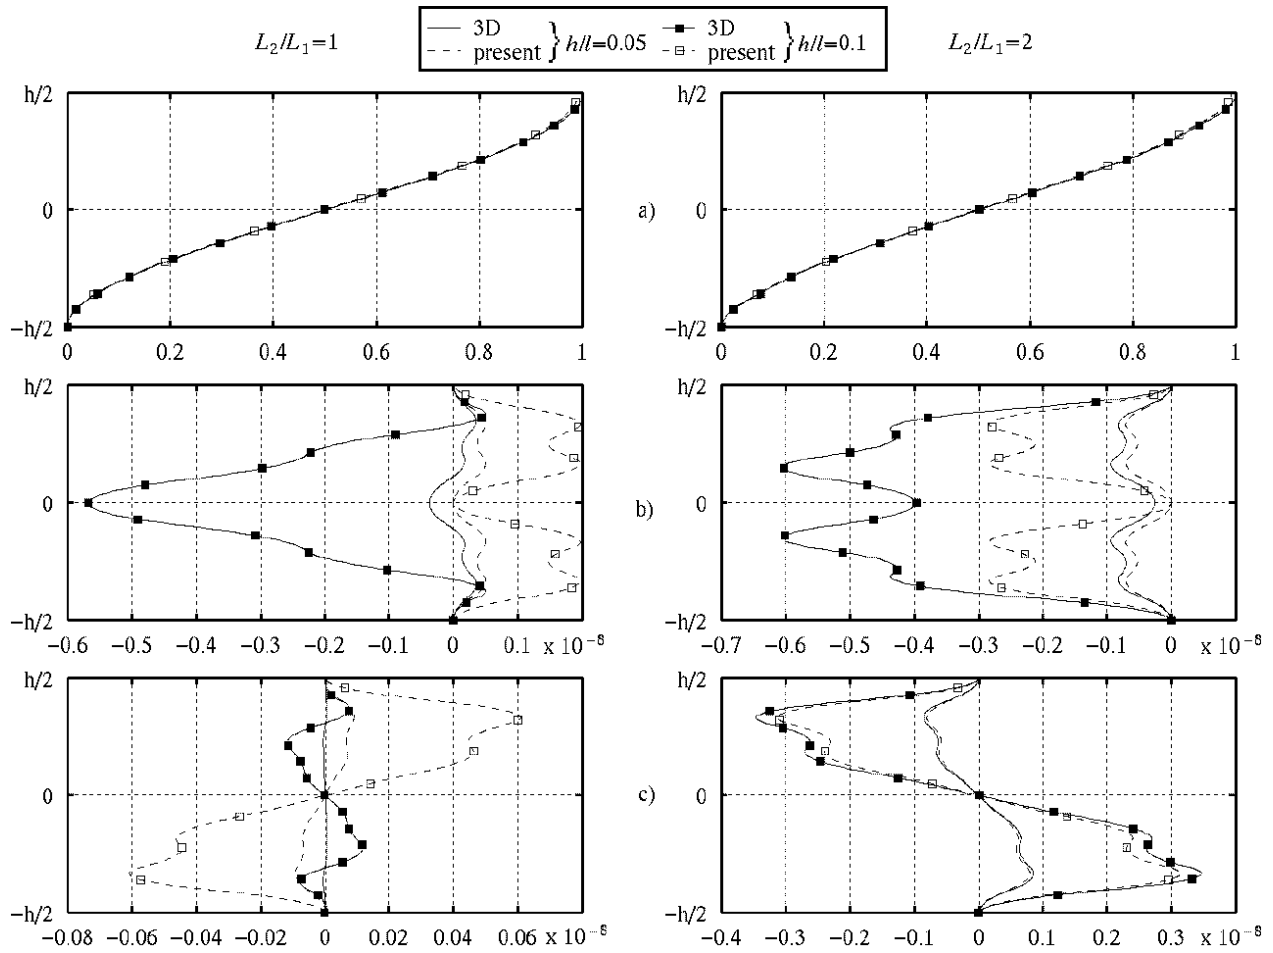 L₂/L₁=1
3D
present } h/l=0.05
3D
present } h/l=0.1
L₂/L₁=2
h/2
0
−h/2
0 0.2 0.4 0.6 0.8 1
a)
0 0.2 0.4 0.6 0.8 1
h/2
0
−h/2
−0.6 −0.5 −0.4 −0.3 −0.2 −0.1 0 0.1 x 10⁻⁸
b)
h/2
0
−h/2
−0.7 −0.6 −0.5 −0.4 −0.3 −0.2 −0.1 0 x 10⁻⁸
h/2
0
−h/2
-0.08 -0.06 -0.04 -0.02 0 0.02 0.04 0.06 x 10⁻⁸
c)
h/2
0
−h/2
−0.4 −0.3 −0.2 −0.1 0 0.1 0.2 0.3 x 10⁻⁸
h/2
0
−h/2